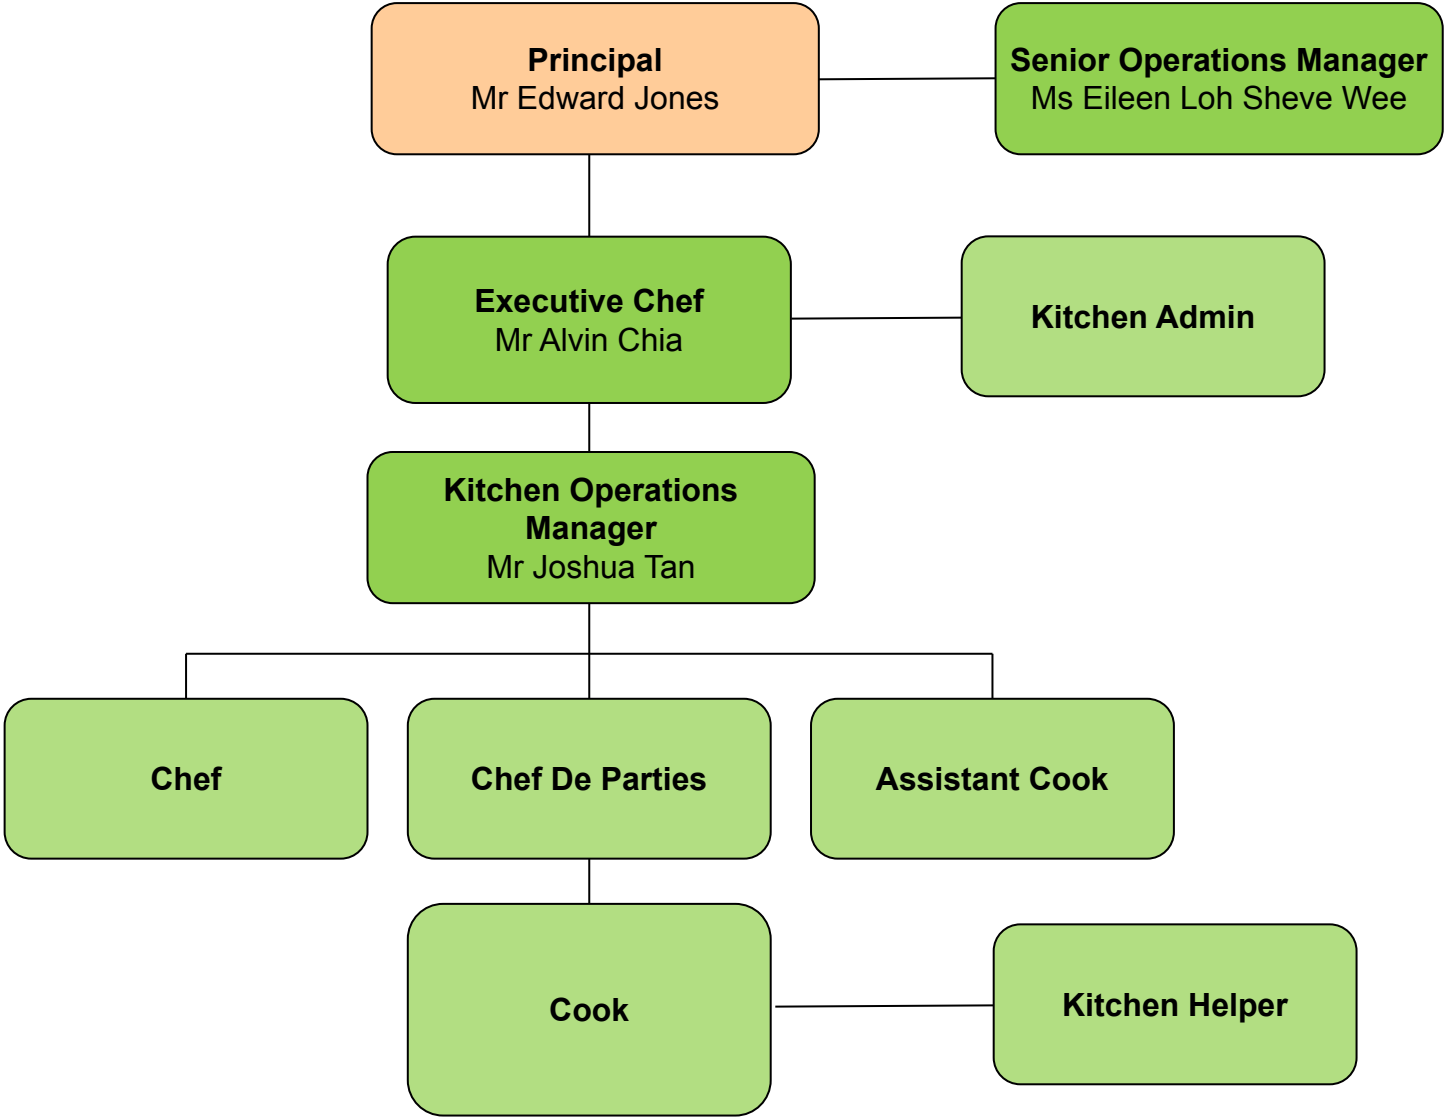 Principal
Mr Edward Jones
Senior Operations Manager
Ms Eileen Loh Sheve Wee
Executive Chef
Mr Alvin Chia
Kitchen Admin
Kitchen Operations
Manager
Mr Joshua Tan
Chef
Chef De Parties
Assistant Cook
Cook
Kitchen Helper